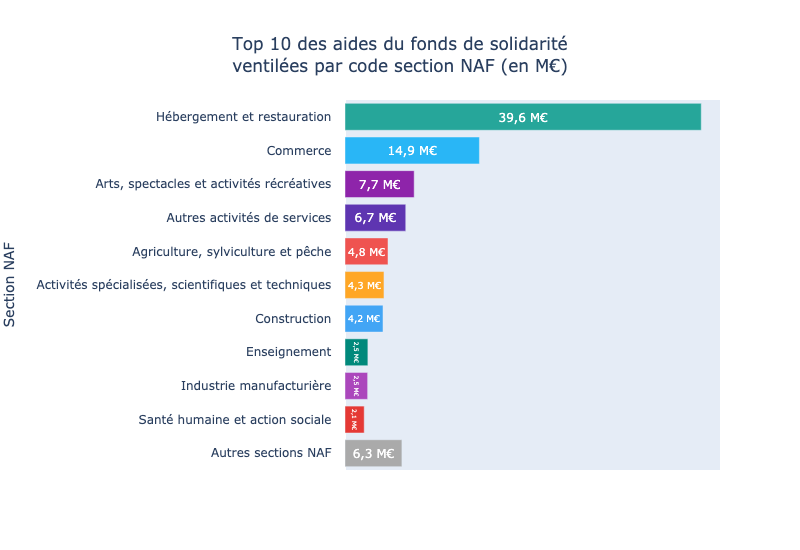 Top 10 des aides du fonds de solidarité
ventilées par code section NAF (en M€)
Section NAF
Hébergement et restauration 39,6 M€
Commerce 14,9 M€
Arts, spectacles et activités récréatives 7,7 M€
Autres activités de services 6,7 M€
Agriculture, sylviculture et pêche 4,8 M€
Activités spécialisées, scientifiques et techniques 4,3 M€
Construction 4,2 M€
Enseignement 2,5 M€
Industrie manufacturière 2,5 M€
Santé humaine et action sociale 2,1 M€
Autres sections NAF 6,3 M€